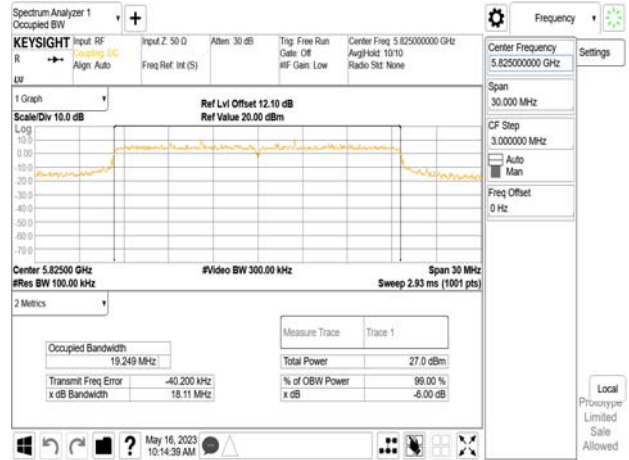 Spectrum Analyzer 1
Occupied BW
Frequency
KEYSIGHT
Input: RF
Coupling: DC
Align: Auto
Input Z: 50 Ω
Freq Ref: Int (S)
Atten: 30 dB
Trig: Free Run
Gate: Off
#IF Gain: Low
Center Freq: 5.825000000 GHz
Avg|Hold: 10/10
Radio Std: None
R
Center Frequency
5.825000000 GHz
Settings
Span
30.000 MHz
CF Step
3.000000 MHz
Auto
Man
Freq Offset
0 Hz
1 Graph
Scale/Div 10.0 dB
Ref Lvl Offset 12.10 dB
Ref Value 20.00 dBm
Log
10.0
0.00
-10.0
-20.0
-30.0
-40.0
-50.0
-60.0
-70.0
Center 5.82500 GHz
#Video BW 300.00 kHz
Span 30 MHz
#Res BW 100.00 kHz
Sweep 2.93 ms (1001 pts)
2 Metrics
Measure Trace
Trace 1
Occupied Bandwidth
19.249 MHz
Total Power
27.0 dBm
Transmit Freq Error
-40.200 kHz
% of OBW Power
99.00 %
x dB Bandwidth
18.11 MHz
x dB
-6.00 dB
Local
Prototype
Limited
Sale
Allowed
?
May 16, 2023
10:14:39 AM